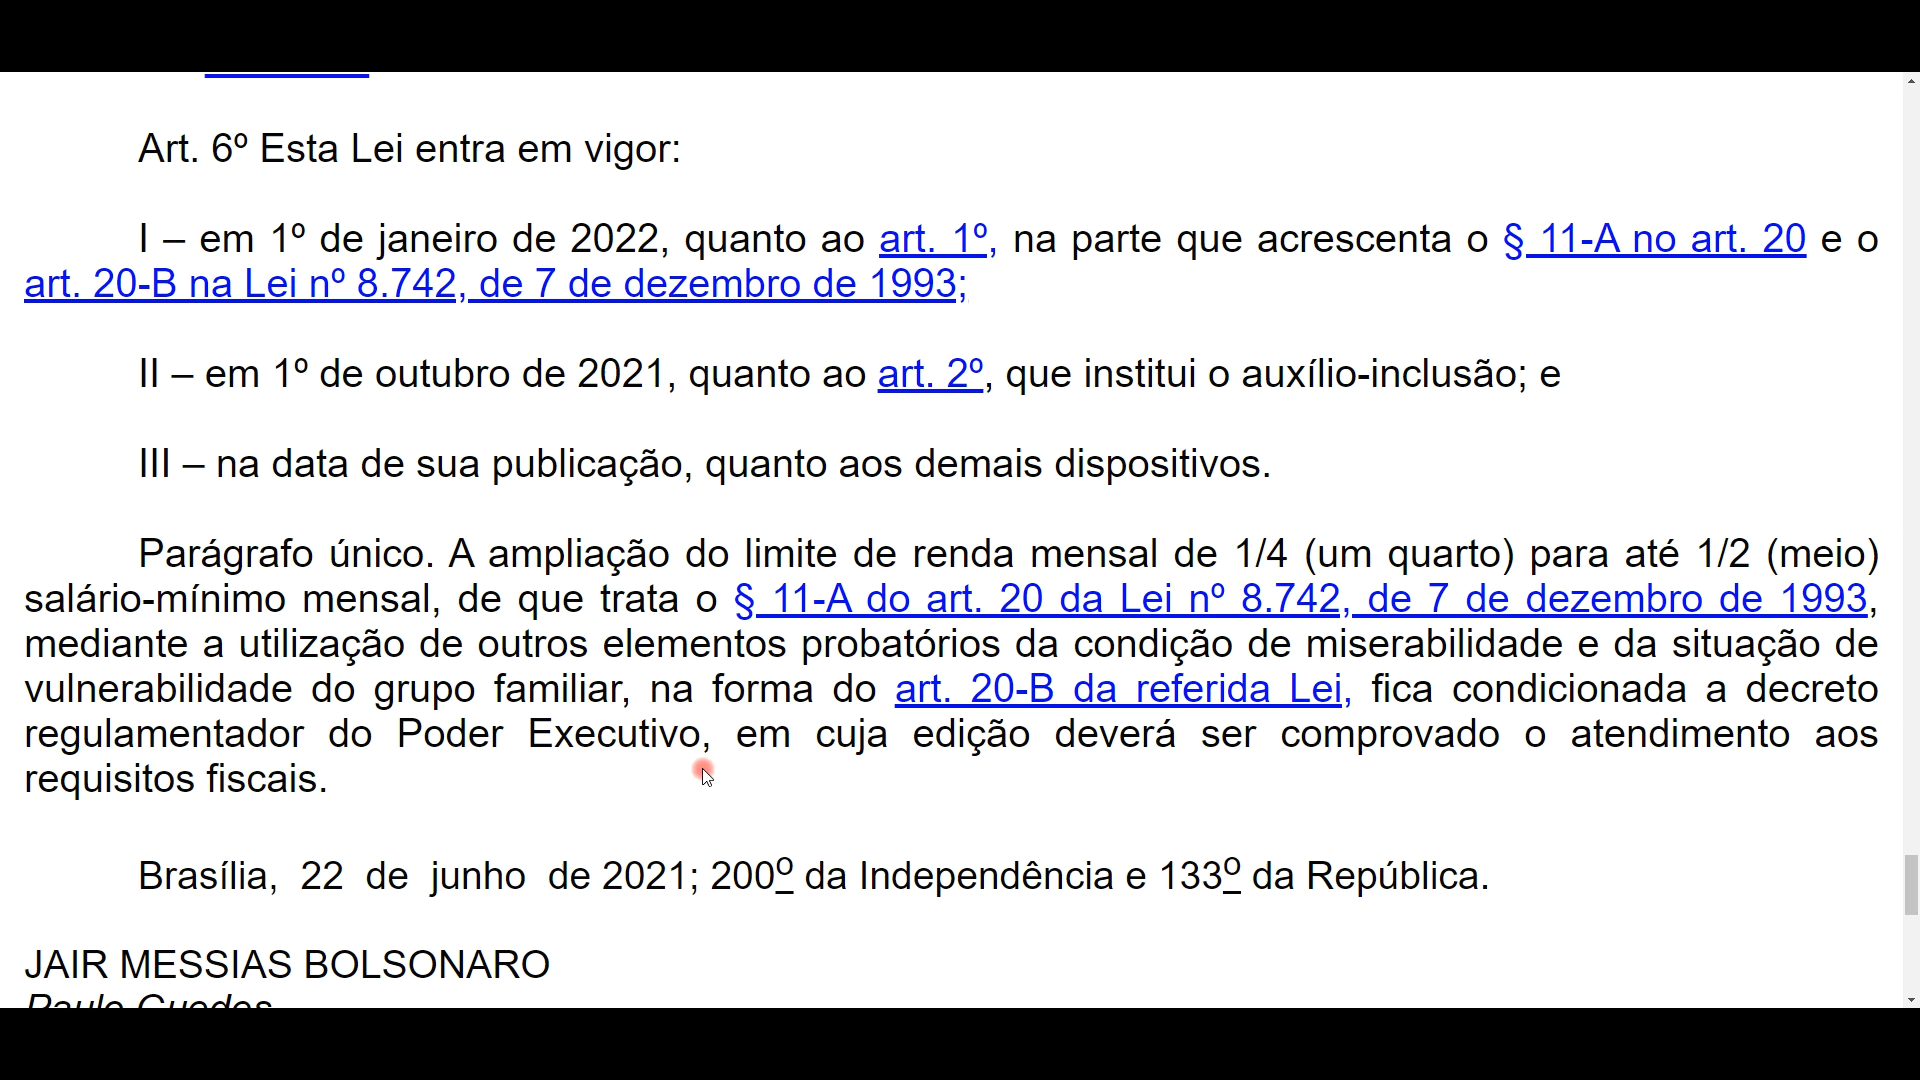 Art. 6º Esta Lei entra em vigor:
I – em 1º de janeiro de 2022, quanto ao art. 1º, na parte que acrescenta o § 11-A no art. 20 e o
art. 20-B na Lei nº 8.742, de 7 de dezembro de 1993;
II – em 1º de outubro de 2021, quanto ao art. 2º, que institui o auxílio-inclusão; e
III – na data de sua publicação, quanto aos demais dispositivos.
Parágrafo único. A ampliação do limite de renda mensal de 1/4 (um quarto) para até 1/2 (meio)
salário-mínimo mensal, de que trata o § 11-A do art. 20 da Lei nº 8.742, de 7 de dezembro de 1993,
mediante a utilização de outros elementos probatórios da condição de miserabilidade e da situação de
vulnerabilidade do grupo familiar, na forma do art. 20-B da referida Lei, fica condicionada a decreto
regulamentador do Poder Executivo, em cuja edição deverá ser comprovado o atendimento aos
requisitos fiscais.
Brasília, 22 de junho de 2021; 200º da Independência e 133º da República.
JAIR MESSIAS BOLSONARO
Paulo Guedes